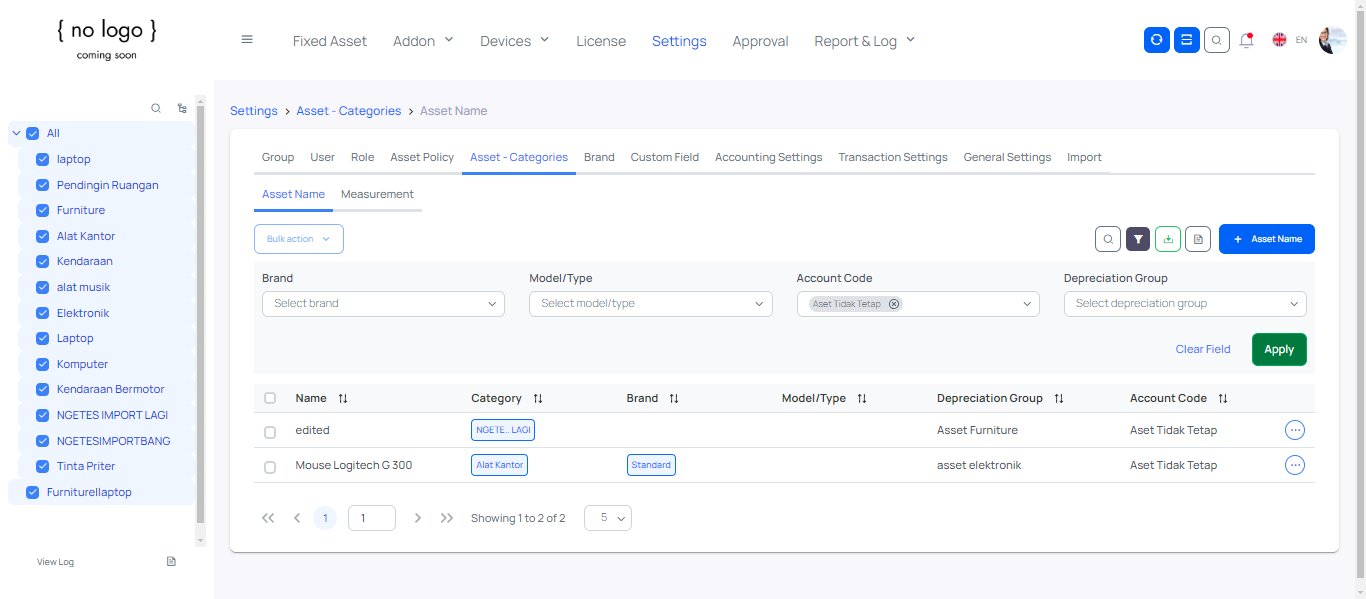 { no logo }
coming soon
Fixed Asset Addon Devices License Settings Approval Report & Log EN
All
laptop
Pendingin Ruangan
Furniture
Alat Kantor
Kendaraan
alat musik
Elektronik
Laptop
Komputer
Kendaraan Bermotor
NGETES IMPORT LAGI
NGETESIMPORTBANG
Tinta Priter
Furniturellaptop
View Log
Settings > Asset - Categories > Asset Name
Group User Role Asset Policy Asset - Categories Brand Custom Field Accounting Settings Transaction Settings General Settings Import
Asset Name Measurement
Bulk action + Asset Name
Brand Model/Type Account Code Depreciation Group
Select brand Select model/type Aset Tidak Tetap Select depreciation group
Clear Field Apply
Name Category Brand Model/Type Depreciation Group Account Code
edited NGETE.. LAGI Asset Furniture Aset Tidak Tetap
Mouse Logitech G 300 Alat Kantor Standard asset elektronik Aset Tidak Tetap
1 1 Showing 1 to 2 of 2 5